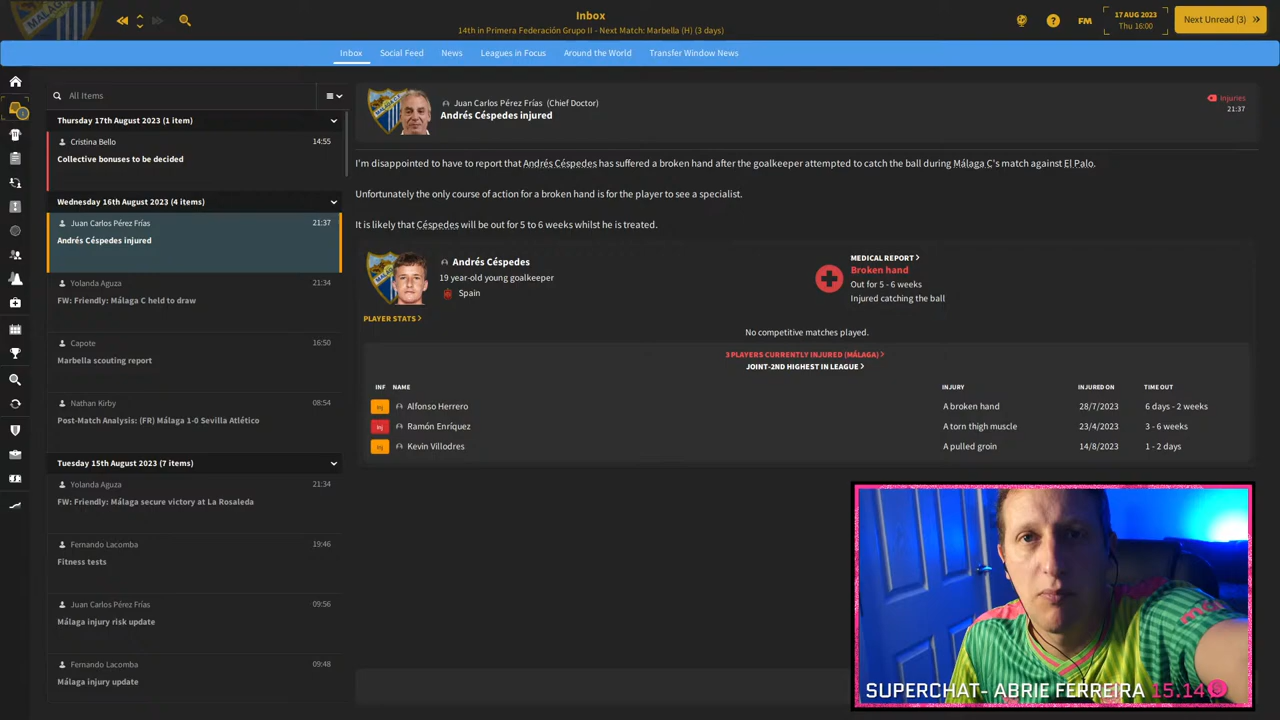 Inbox
14th in Primera Federación Grupo II - Next Match: Marbella (H) (3 days)
FM
17 AUG 2023
Thu 16:00
Next Unread (3)
Inbox
Social Feed
News
Leagues in Focus
Around the World
Transfer Window News
All Items
Thursday 17th August 2023 (1 item)
Cristina Bello 14:55
Collective bonuses to be decided
Wednesday 16th August 2023 (4 items)
Juan Carlos Pérez Frías 21:37
Andrés Céspedes injured
Yolanda Aguza 21:34
FW: Friendly: Málaga C held to draw
Capote 16:50
Marbella scouting report
Nathan Kirby 08:54
Post-Match Analysis: (FR) Málaga 1-0 Sevilla Atlético
Tuesday 15th August 2023 (7 items)
Yolanda Aguza 21:34
FW: Friendly: Málaga secure victory at La Rosaleda
Fernando Lacomba 19:46
Fitness tests
Juan Carlos Pérez Frías 09:56
Málaga injury risk update
Fernando Lacomba 09:48
Málaga injury update
Juan Carlos Pérez Frías (Chief Doctor)
Andrés Céspedes injured
Injuries
21:37
I'm disappointed to have to report that Andrés Céspedes has suffered a broken hand after the goalkeeper attempted to catch the ball during Málaga C's match against El Palo.
Unfortunately the only course of action for a broken hand is for the player to see a specialist.
It is likely that Céspedes will be out for 5 to 6 weeks whilst he is treated.
Andrés Céspedes
19 year-old young goalkeeper
Spain
PLAYER STATS >
MEDICAL REPORT >
Broken hand
Out for 5 - 6 weeks
Injured catching the ball
No competitive matches played.
3 PLAYERS CURRENTLY INJURED (MÁLAGA) >
JOINT-2ND HIGHEST IN LEAGUE >
INF NAME INJURY INJURED ON TIME OUT
Inj Alfonso Herrero A broken hand 28/7/2023 6 days - 2 weeks
Inj Ramón Enríquez A torn thigh muscle 23/4/2023 3 - 6 weeks
Inj Kevin Villodres A pulled groin 14/8/2023 1 - 2 days
SUPERCHAT- ABRIE FERREIRA 15.14